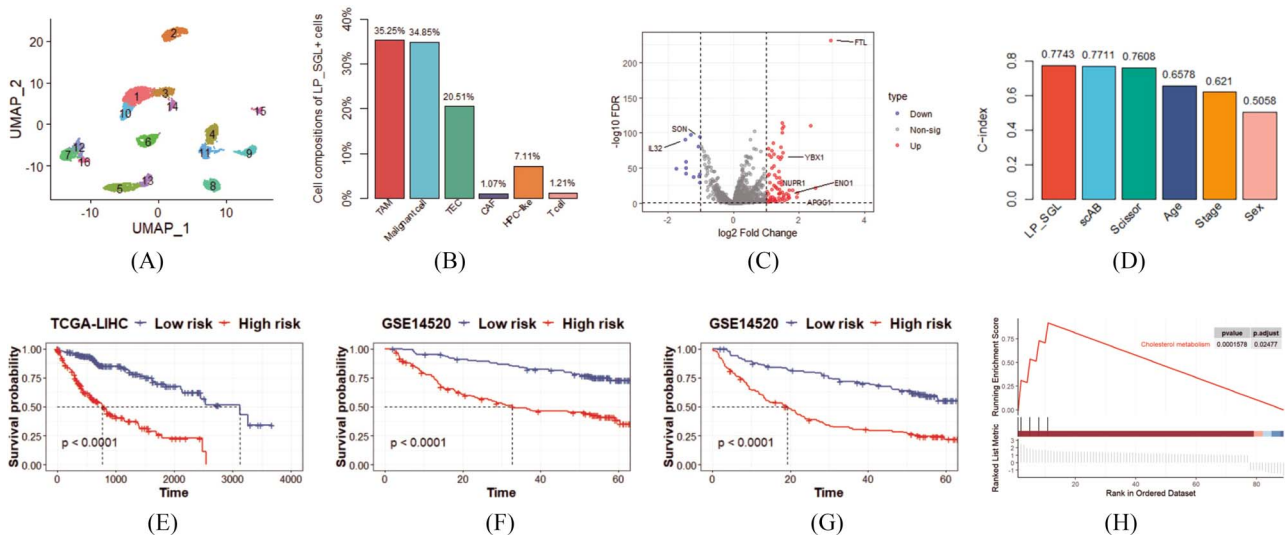 UMAP_2
20
10
0
-10
2
1
3
10
14
15
6
4
12
7
16
11
9
5
13
8
-10
0
10
UMAP_1
(A)
Cell compositions of LP_SGL+ cells
40%
30%
20%
10%
0%
35.25%
34.85%
20.51%
1.07%
7.11%
1.21%
TAM
Malignant cell
TEC
CAF
HPC-like
T cell
(B)
-log10 FDR
200
150
100
50
0
FTL
SON
IL32
YBX1
NUPR1
ENO1
APOC1
type
Down
Non-sig
Up
-2
0
2
4
log2 Fold Change
(C)
C-index
1.0
0.8
0.6
0.4
0.2
0.0
0.7743
0.7711
0.7608
0.6578
0.621
0.5058
LP_SGL
scAB
Scissor
Age
Stage
Sex
(D)
TCGA-LIHC Low risk High risk
Survival probability
1.00
0.75
0.50
0.25
0.00
p < 0.0001
0
1000
2000
3000
4000
Time
(E)
GSE14520 Low risk High risk
Survival probability
1.00
0.75
0.50
0.25
0.00
p < 0.0001
0
20
40
60
Time
(F)
GSE14520 Low risk High risk
Survival probability
1.00
0.75
0.50
0.25
0.00
p < 0.0001
0
20
40
60
Time
(G)
Running Enrichment Score
0.75
0.50
0.25
0.00
pvalue p.adjust
Cholesterol metabolism 0.0001578 0.02477
Ranked List Metric
3
2
1
0
-1
20
40
60
80
Rank in Ordered Dataset
(H)